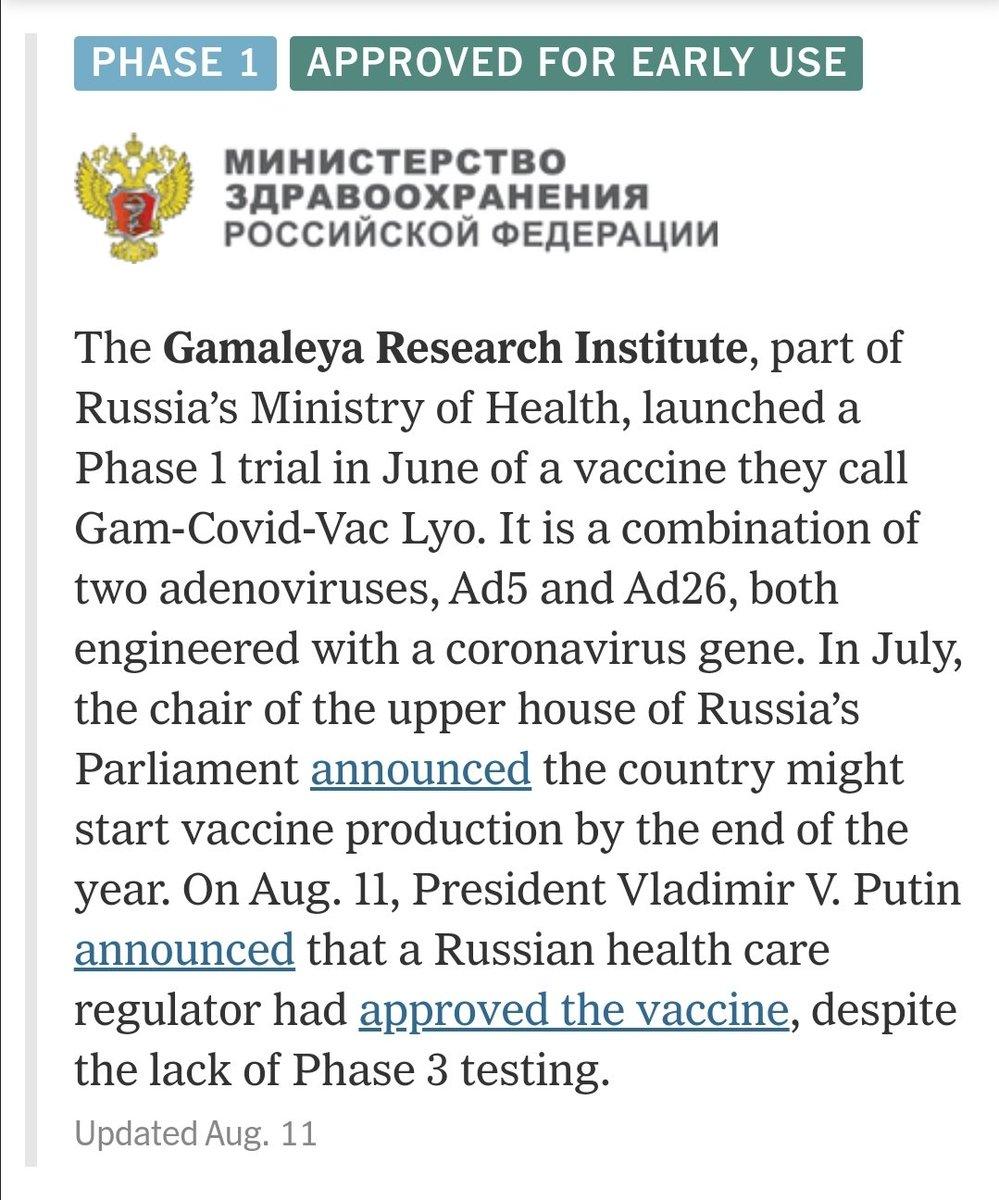 PHASE 1 APPROVED FOR EARLY USE
МИНИСТЕРСТВО
ЗДРАВООХРАНЕНИЯ
РОССИЙСКОЙ ФЕДЕРАЦИИ
The Gamaleya Research Institute, part of
Russia’s Ministry of Health, launched a
Phase 1 trial in June of a vaccine they call
Gam-Covid-Vac Lyo. It is a combination of
two adenoviruses, Ad5 and Ad26, both
engineered with a coronavirus gene. In July,
the chair of the upper house of Russia’s
Parliament announced the country might
start vaccine production by the end of the
year. On Aug. 11, President Vladimir V. Putin
announced that a Russian health care
regulator had approved the vaccine, despite
the lack of Phase 3 testing.
Updated Aug. 11